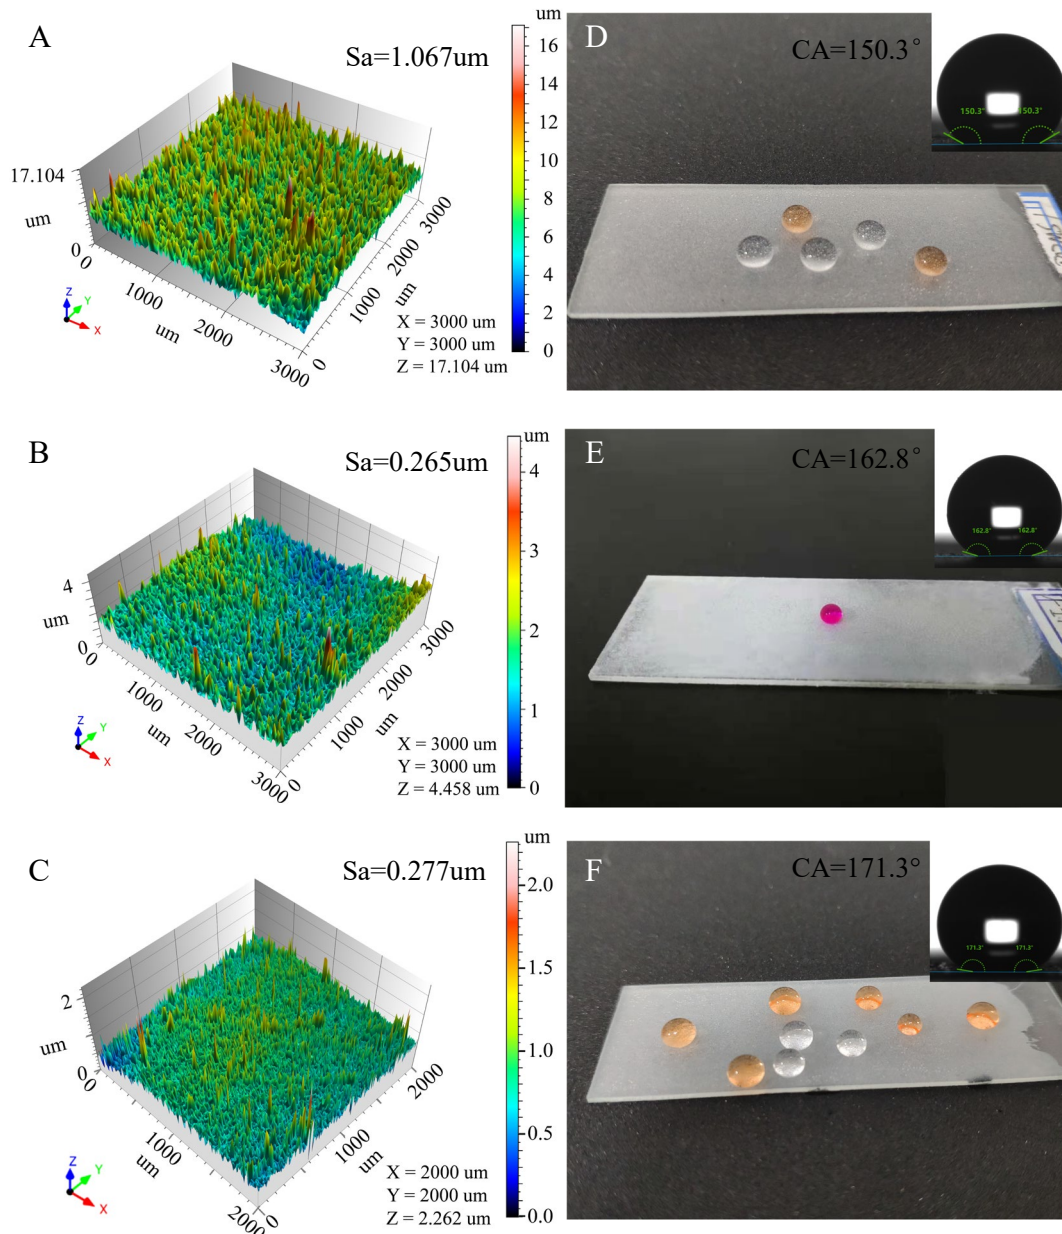 A
Sa=1.067um
um
16
14
12
10
8
6
4
2
0
17.104
um
0
0
1000
2000
3000
um
0
1000
2000
3000
um
Z
Y
X
X = 3000 um
Y = 3000 um
Z = 17.104 um
D
CA=150.3°
150.3°
150.3°
B
Sa=0.265um
um
4
3
2
1
0
4
um
0
0
1000
2000
3000
um
0
1000
2000
3000
um
Z
Y
X
X = 3000 um
Y = 3000 um
Z = 4.458 um
E
CA=162.8°
162.8°
162.8°
C
Sa=0.277um
um
2.0
1.5
1.0
0.5
0.0
2
um
0
0
1000
2000
um
0
1000
2000
um
Z
Y
X
X = 2000 um
Y = 2000 um
Z = 2.262 um
F
CA=171.3°
171.3°
171.3°